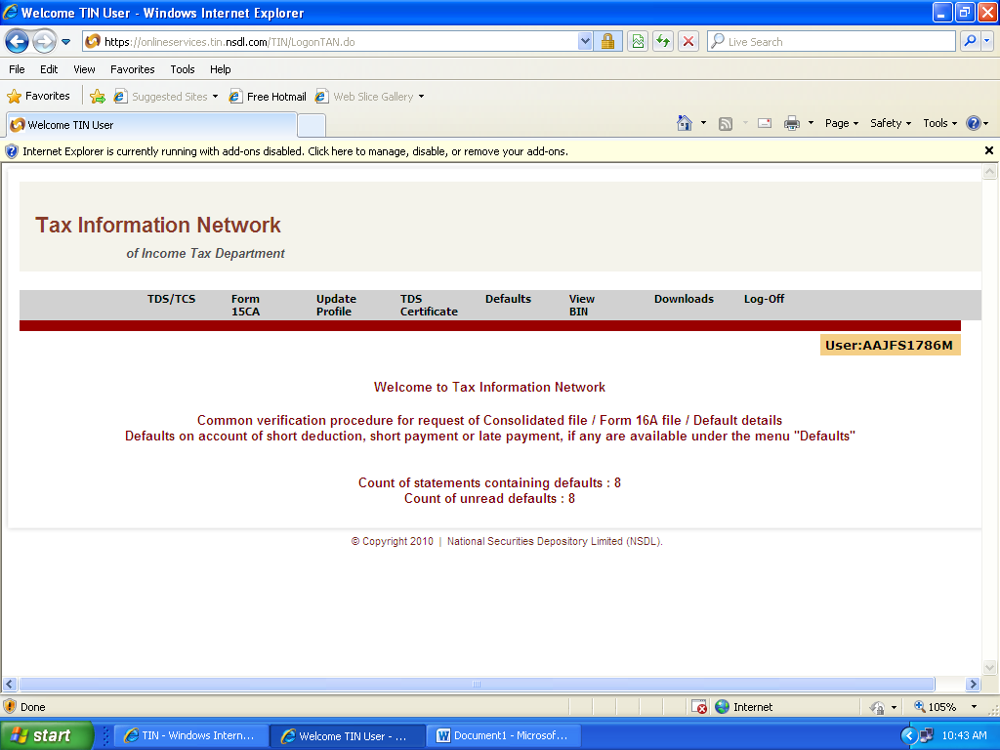 Welcome TIN User - Windows Internet Explorer
https://onlineservices.tin.nsdl.com/TIN/LogonTAN.do
Live Search
File Edit View Favorites Tools Help
Favorites Suggested Sites Free Hotmail Web Slice Gallery
Welcome TIN User Page Safety Tools
Internet Explorer is currently running with add-ons disabled. Click here to manage, disable, or remove your add-ons.
Tax Information Network
of Income Tax Department
TDS/TCS Form 15CA Update Profile TDS Certificate Defaults View BIN Downloads Log-Off
User:AAJFS1786M
Welcome to Tax Information Network
Common verification procedure for request of Consolidated file / Form 16A file / Default details
Defaults on account of short deduction, short payment or late payment, if any are available under the menu "Defaults"
Count of statements containing defaults : 8
Count of unread defaults : 8
© Copyright 2010 | National Securities Depository Limited (NSDL).
Done Internet 105%
start TIN - Windows Intern... Welcome TIN User - ... Document1 - Microsof... 10:43 AM